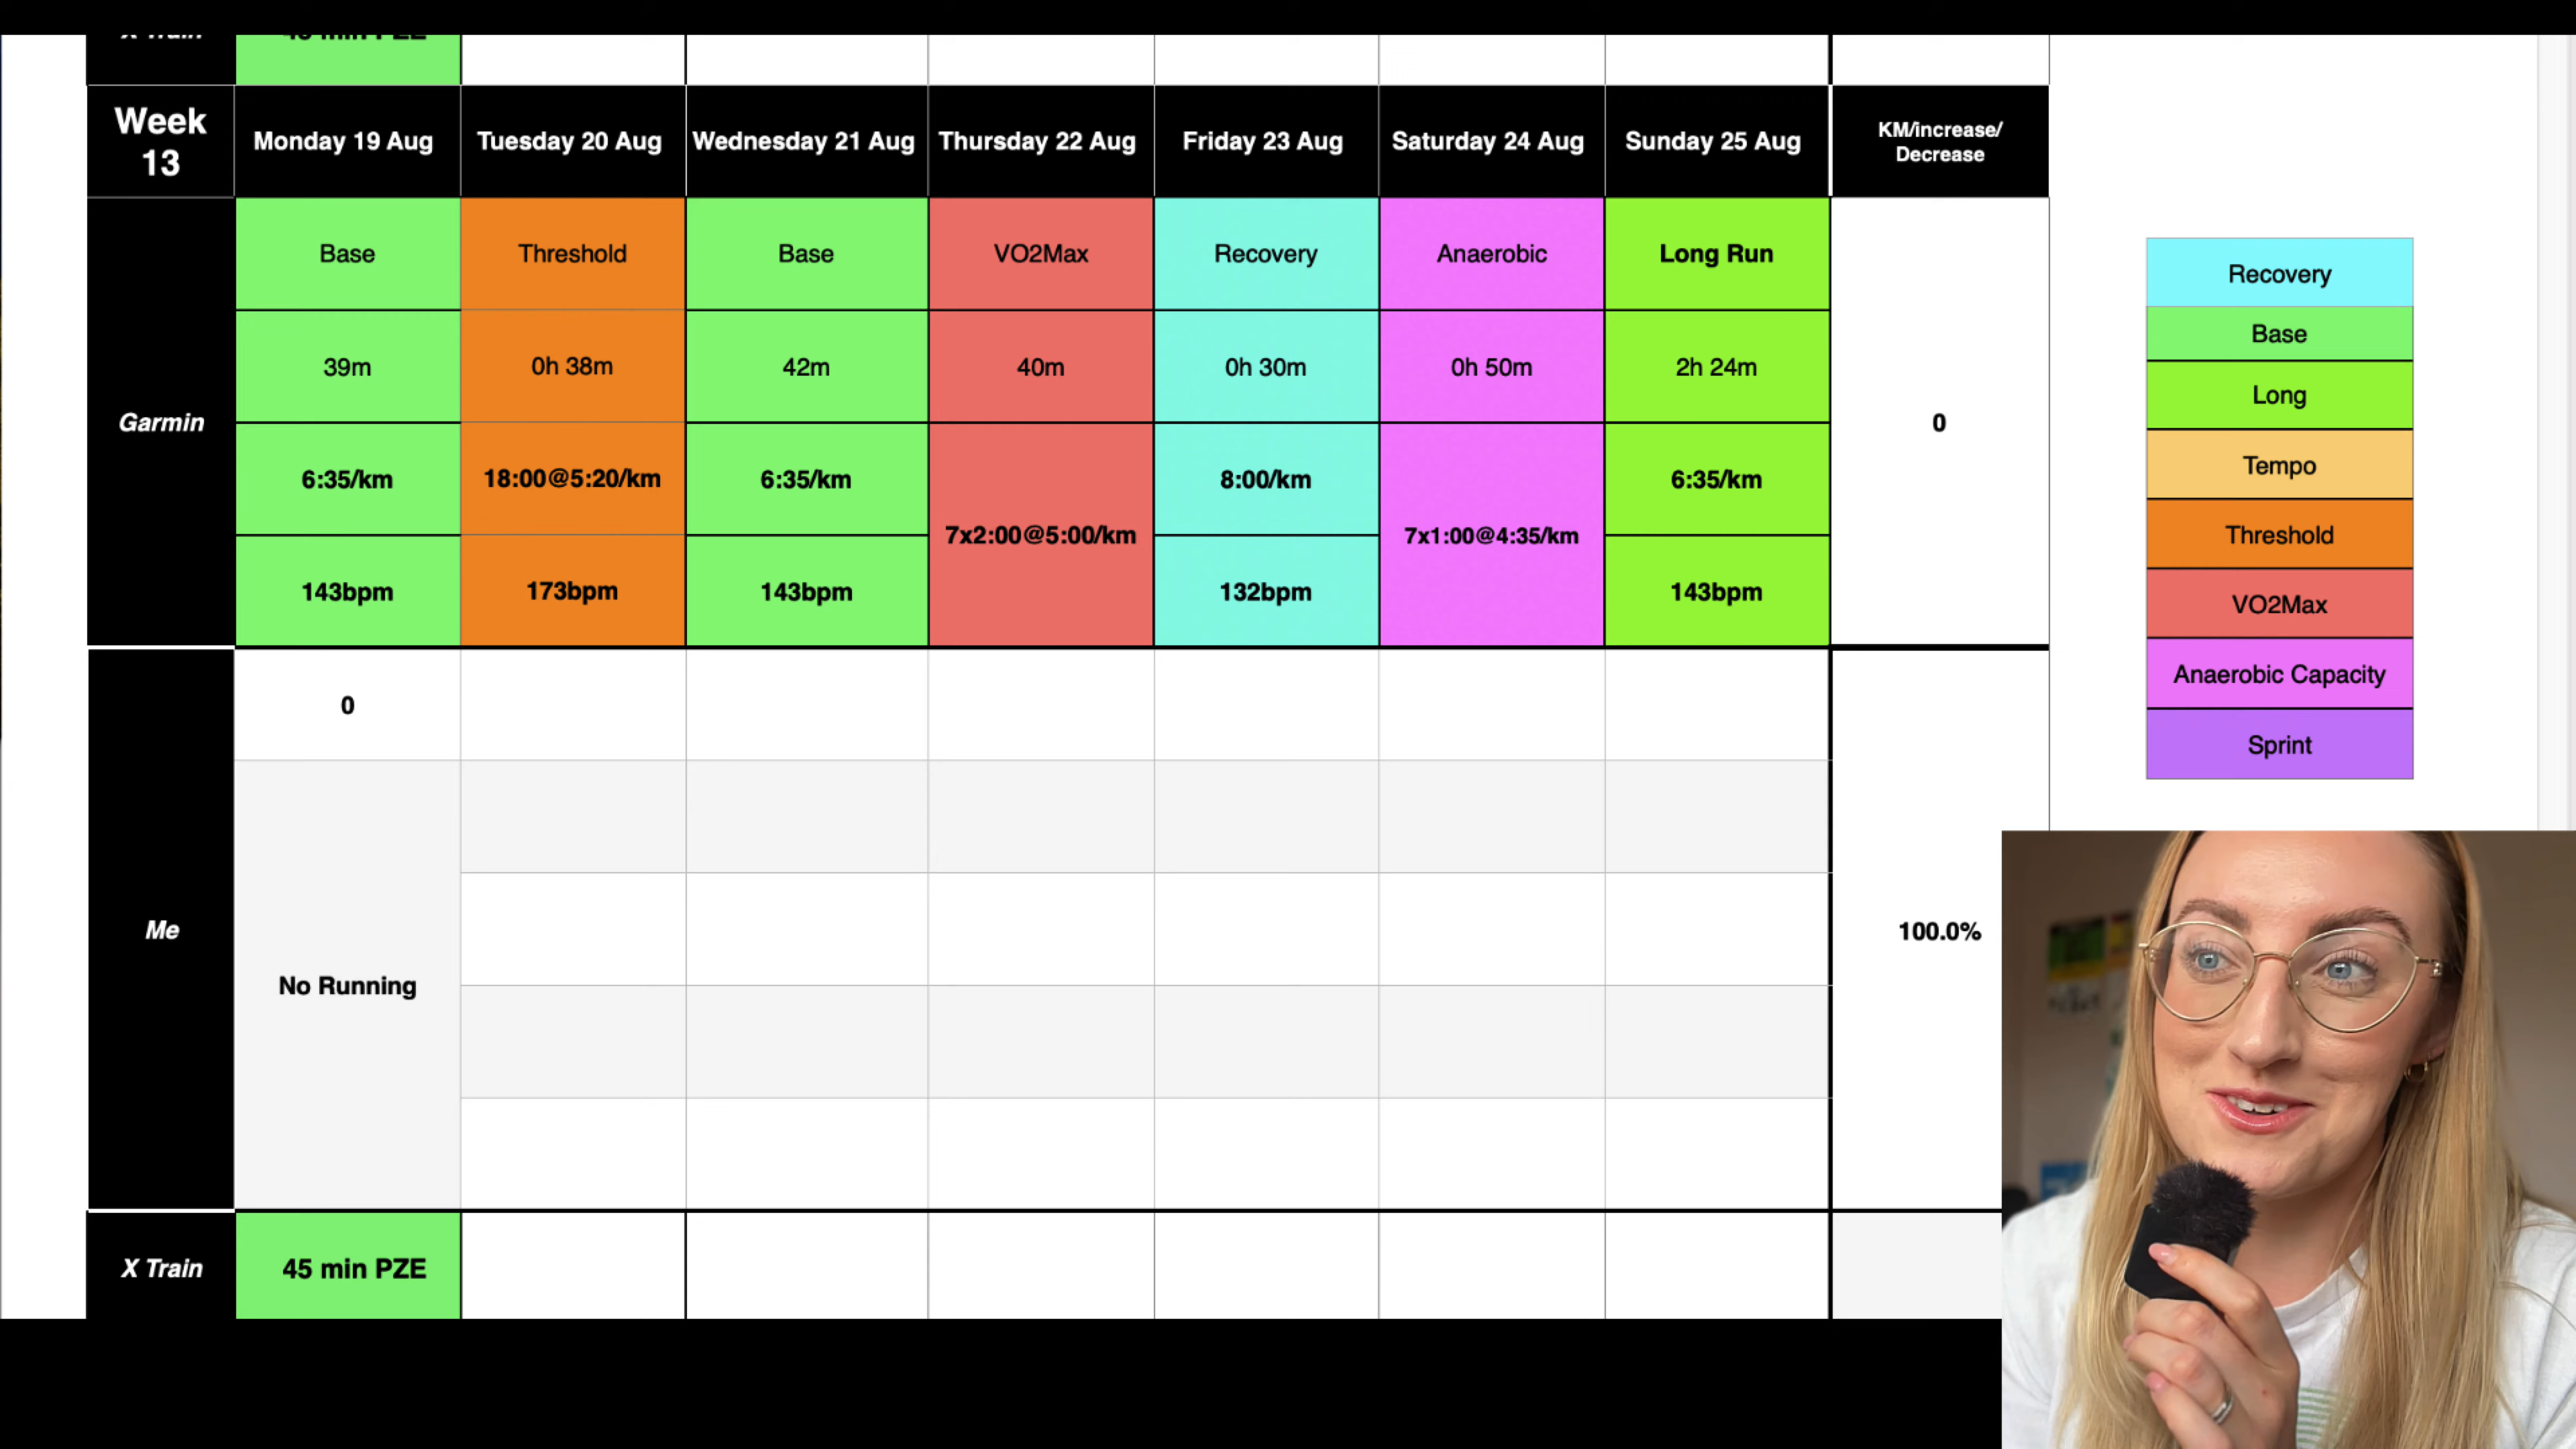 Week
13
Monday 19 Aug
Tuesday 20 Aug
Wednesday 21 Aug
Thursday 22 Aug
Friday 23 Aug
Saturday 24 Aug
Sunday 25 Aug
KM/increase/
Decrease
Garmin
Base
Threshold
Base
VO2Max
Recovery
Anaerobic
Long Run
39m
0h 38m
42m
40m
0h 30m
0h 50m
2h 24m
0
6:35/km
18:00@5:20/km
6:35/km
7x2:00@5:00/km
8:00/km
7x1:00@4:35/km
6:35/km
143bpm
173bpm
143bpm
132bpm
143bpm
Me
0
No Running
100.0%
X Train
45 min PZE
Recovery
Base
Long
Tempo
Threshold
VO2Max
Anaerobic Capacity
Sprint